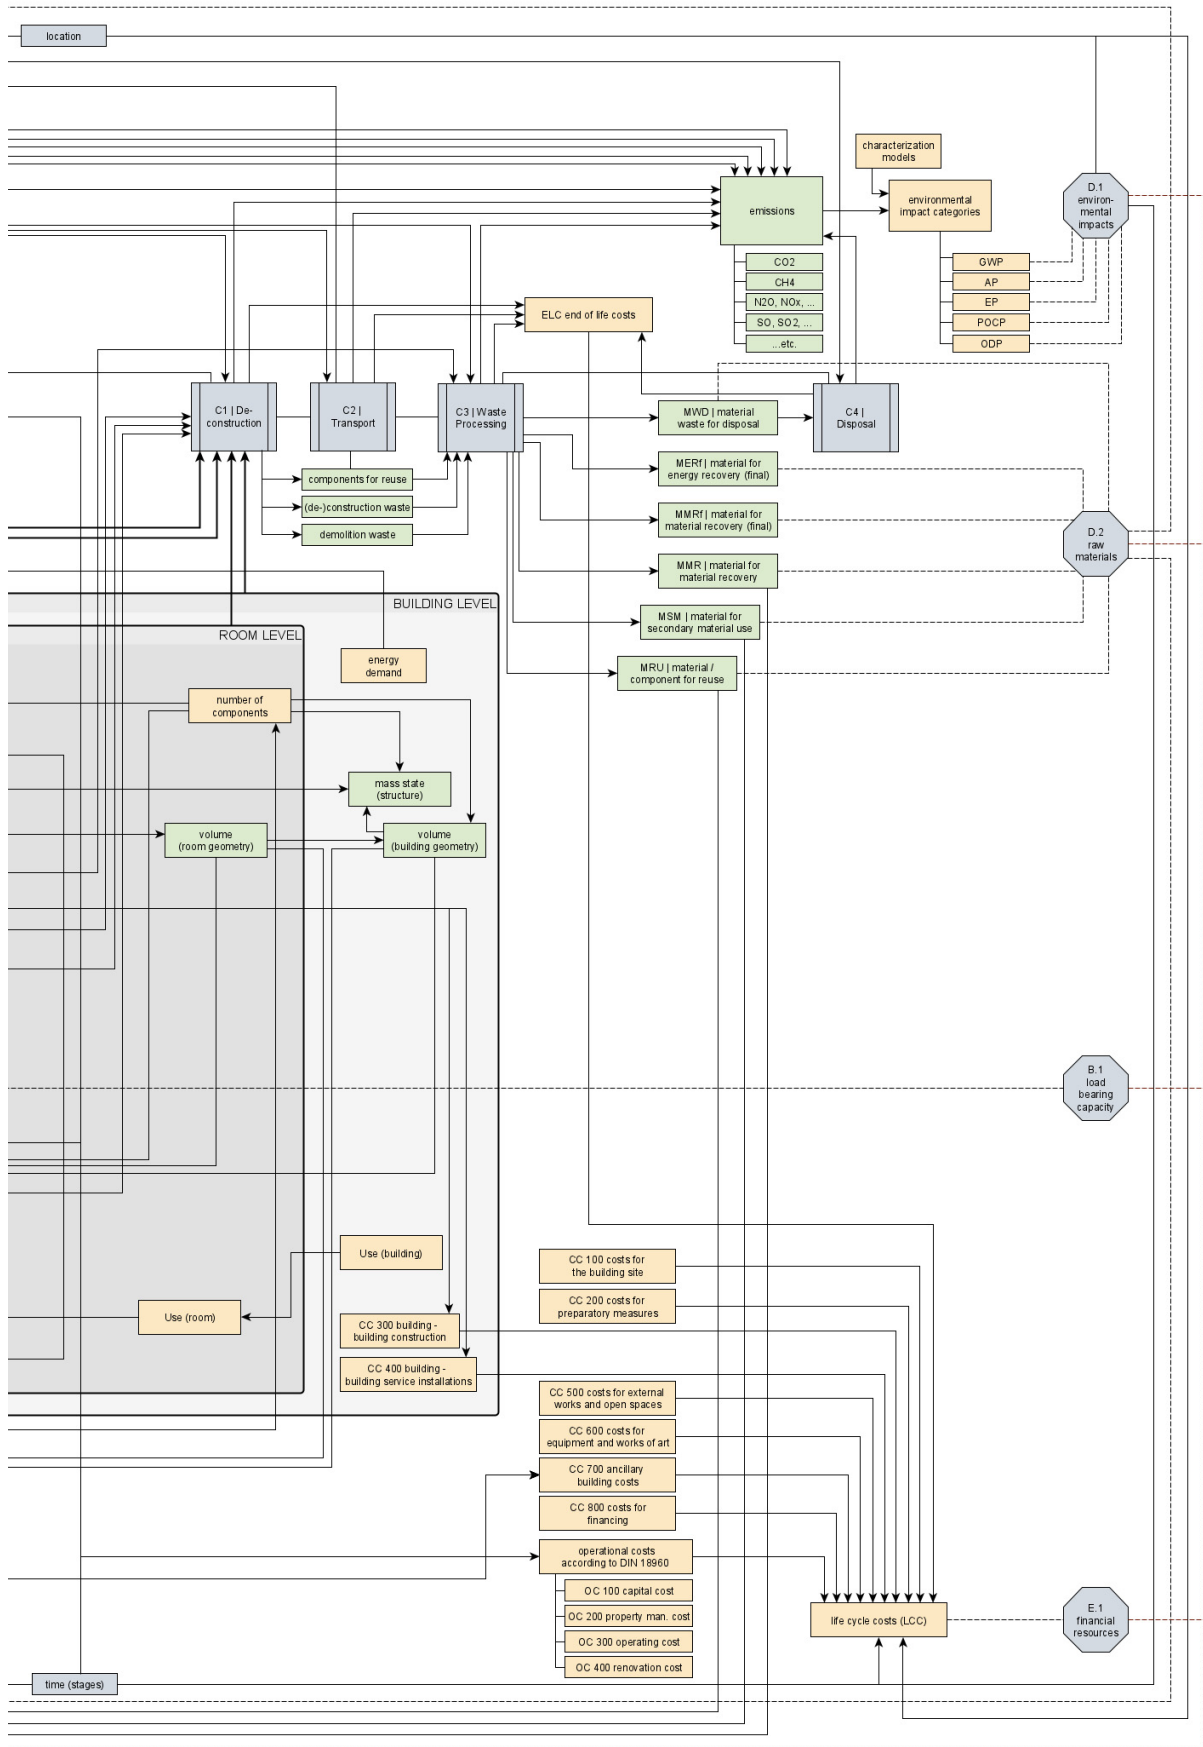 location
characterization
models
emissions
environmental
impact categories
D.1
environ-
mental
impacts
CO2
CH4
N2O, NOx, ...
SO, SO2, ...
...etc.
GWP
AP
EP
POCP
ODP
ELC end of life costs
C1 | De-
construction
C2 |
Transport
C3 | Waste
Processing
MWD | material
waste for disposal
C4 |
Disposal
components for reuse
(de-)construction waste
demolition waste
MERf | material for
energy recovery (final)
MMRf | material for
material recovery (final)
D.2
raw
materials
MMR | material for
material recovery
MSM | material for
secondary material use
MRU | material /
component for reuse
BUILDING LEVEL
ROOM LEVEL
energy
demand
number of
components
mass state
(structure)
volume
(room geometry)
volume
(building geometry)
B.1
load
bearing
capacity
Use (building)
Use (room)
CC 100 costs for
the building site
CC 200 costs for
preparatory measures
CC 300 building -
building construction
CC 400 building -
building service installations
CC 500 costs for external
works and open spaces
CC 600 costs for
equipment and works of art
CC 700 ancillary
building costs
CC 800 costs for
financing
operational costs
according to DIN 18960
OC 100 capital cost
OC 200 property man. cost
OC 300 operating cost
OC 400 renovation cost
life cycle costs (LCC)
E.1
financial
resources
time (stages)